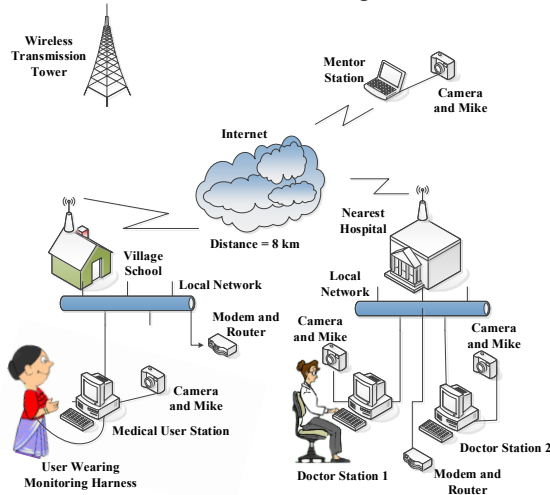 Wireless
Transmission
Tower
Mentor
Station
Camera
and Mike
Internet
Distance = 8 km
Nearest
Hospital
Village
School
Local Network
Modem and
Router
Local
Network
Camera
and Mike
Camera
and Mike
Camera
and Mike
Medical User Station
User Wearing
Monitoring Harness
Doctor Station 1
Doctor Station 2
Modem and
Router